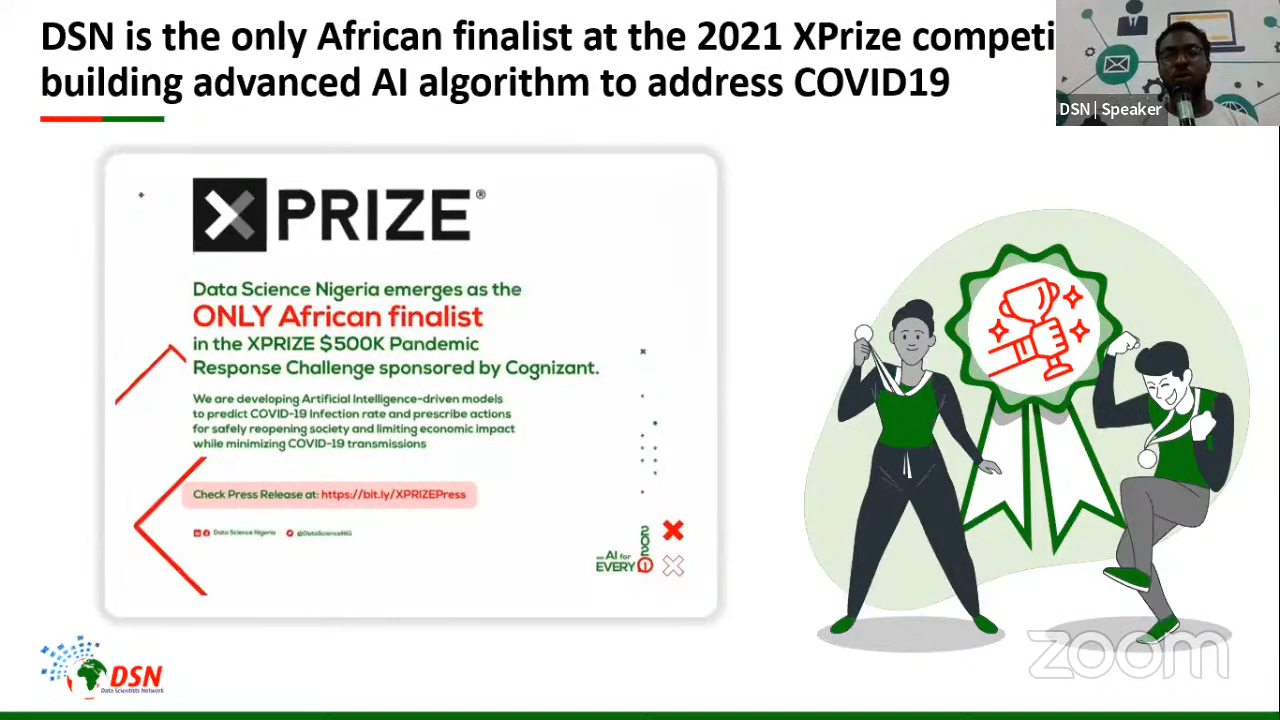 DSN is the only African finalist at the 2021 XPrize competi
building advanced AI algorithm to address COVID19
DSN | Speaker
XPRIZE®
Data Science Nigeria emerges as the
ONLY African finalist
in the XPRIZE $500K Pandemic
Response Challenge sponsored by Cognizant.
We are developing Artificial Intelligence-driven models
to predict COVID-19 Infection rate and prescribe actions
for safely reopening society and limiting economic impact
while minimizing COVID-19 transmissions
Check Press Release at: https://bit.ly/XPRIZEPress
Data Science Nigeria @DataScienceNIG
AI for
EVERY
DSN
Data Scientists Network
zoom